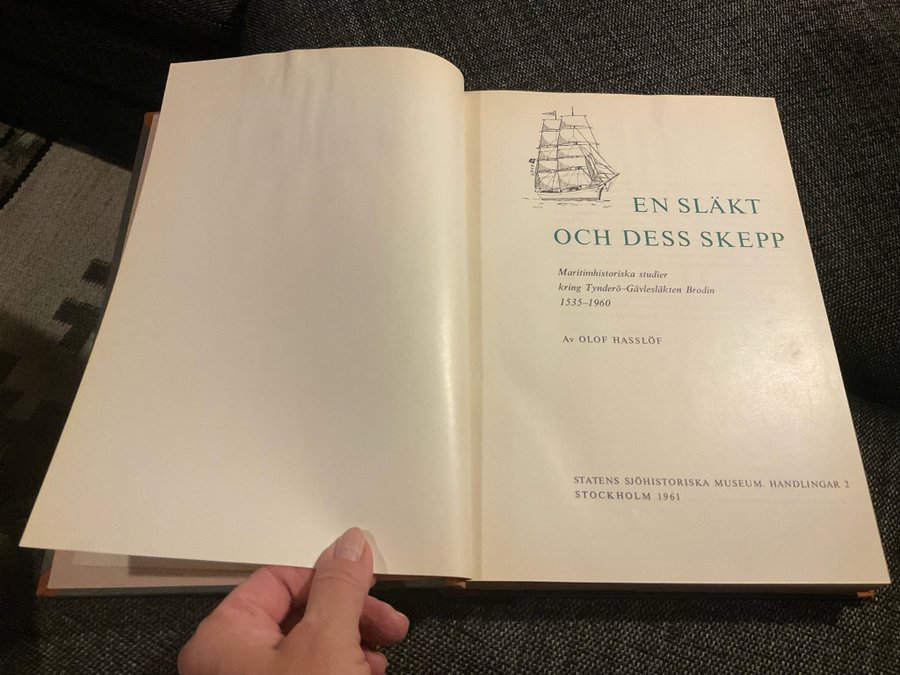 EN SLÄKT
OCH DESS SKEPP
Maritimhistoriska studier
kring Tynderö–Gävlesläkten Brodin
1535–1960
Av OLOF HASSLÖF
STATENS SJÖHISTORISKA MUSEUM. HANDLINGAR 2
STOCKHOLM 1961